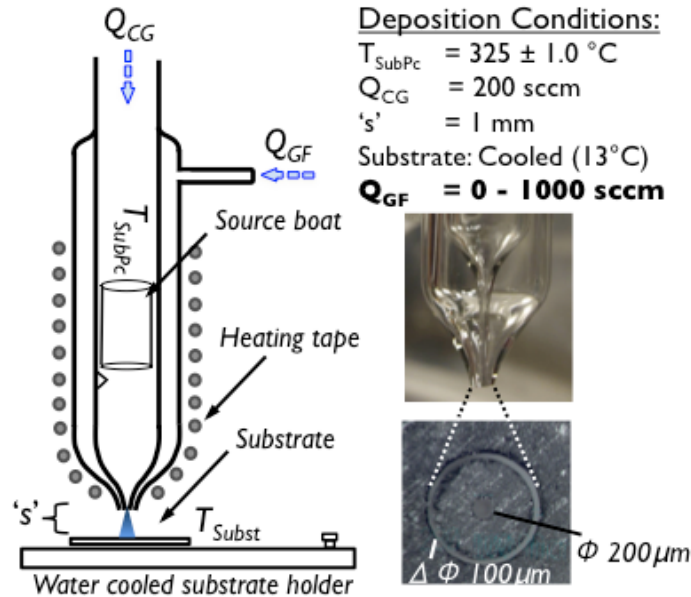 Q_CG
Q_GF
T_SubPc
Source boat
Heating tape
Substrate
's'
T_Subst
Water cooled substrate holder
Deposition Conditions:
T_SubPc = 325 ± 1.0 °C
Q_CG = 200 sccm
's' = 1 mm
Substrate: Cooled (13°C)
Q_GF = 0 - 1000 sccm
Φ 200μm
Δ Φ 100μm